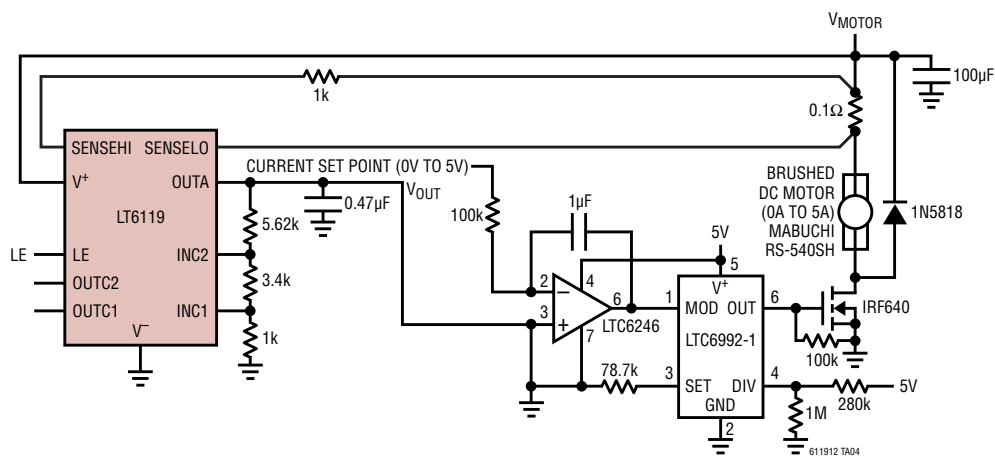 V_MOTOR
100µF
1k
0.1Ω
SENSEHI
SENSELO
CURRENT SET POINT (0V TO 5V)
V⁺
OUTA
V_OUT
0.47µF
BRUSHED
DC MOTOR
(0A TO 5A)
MABUCHI
RS-540SH
1N5818
LT6119
5.62k
100k
1µF
5V
LE
LE
INC2
2
4
5
V⁺
OUTC2
3.4k
−
6
1
MOD
OUT
6
IRF640
3
+
LTC6246
OUTC1
INC1
7
LTC6992-1
V⁻
1k
100k
78.7k
3
SET
DIV
4
5V
GND
280k
2
1M
611912 TA04